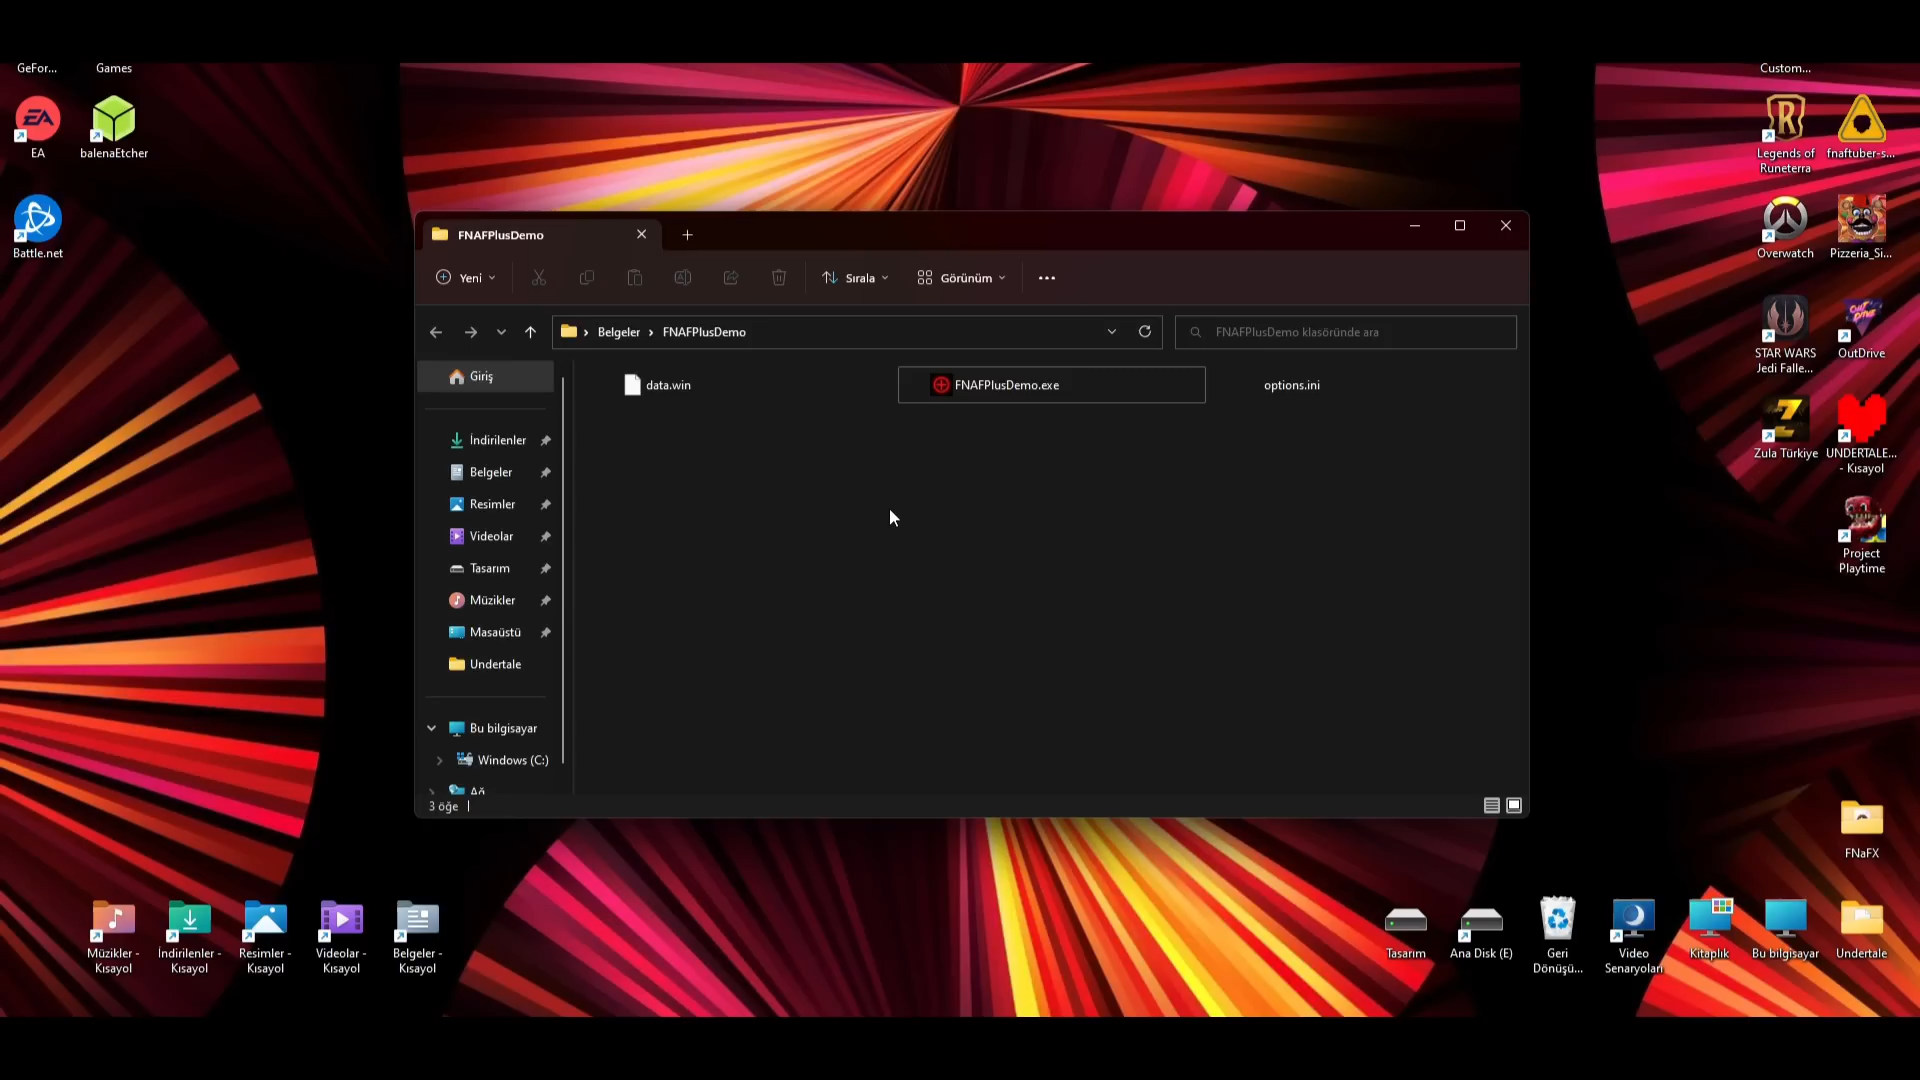 GeFor...
Games
Custom...
EA
balenaEtcher
Legends of
Runeterra
fnaftuber-s...
Battle.net
Overwatch
Pizzeria_Si...
STAR WARS
Jedi Falle...
OutDrive
Zula Türkiye
UNDERTALE...
- Kısayol
Project
Playtime
FNaFX
FNAFPlusDemo
Yeni
Sırala
Görünüm
Belgeler
FNAFPlusDemo
FNAFPlusDemo klasöründe ara
Giriş
data.win
FNAFPlusDemo.exe
options.ini
İndirilenler
Belgeler
Resimler
Videolar
Tasarım
Müzikler
Masaüstü
Undertale
Bu bilgisayar
Windows (C:)
Ağ
3 öğe
Müzikler -
Kısayol
İndirilenler -
Kısayol
Resimler -
Kısayol
Videolar -
Kısayol
Belgeler -
Kısayol
Tasarım
Ana Disk (E)
Geri
Dönüşü...
Video
Senaryoları
Kitaplık
Bu bilgisayar
Undertale